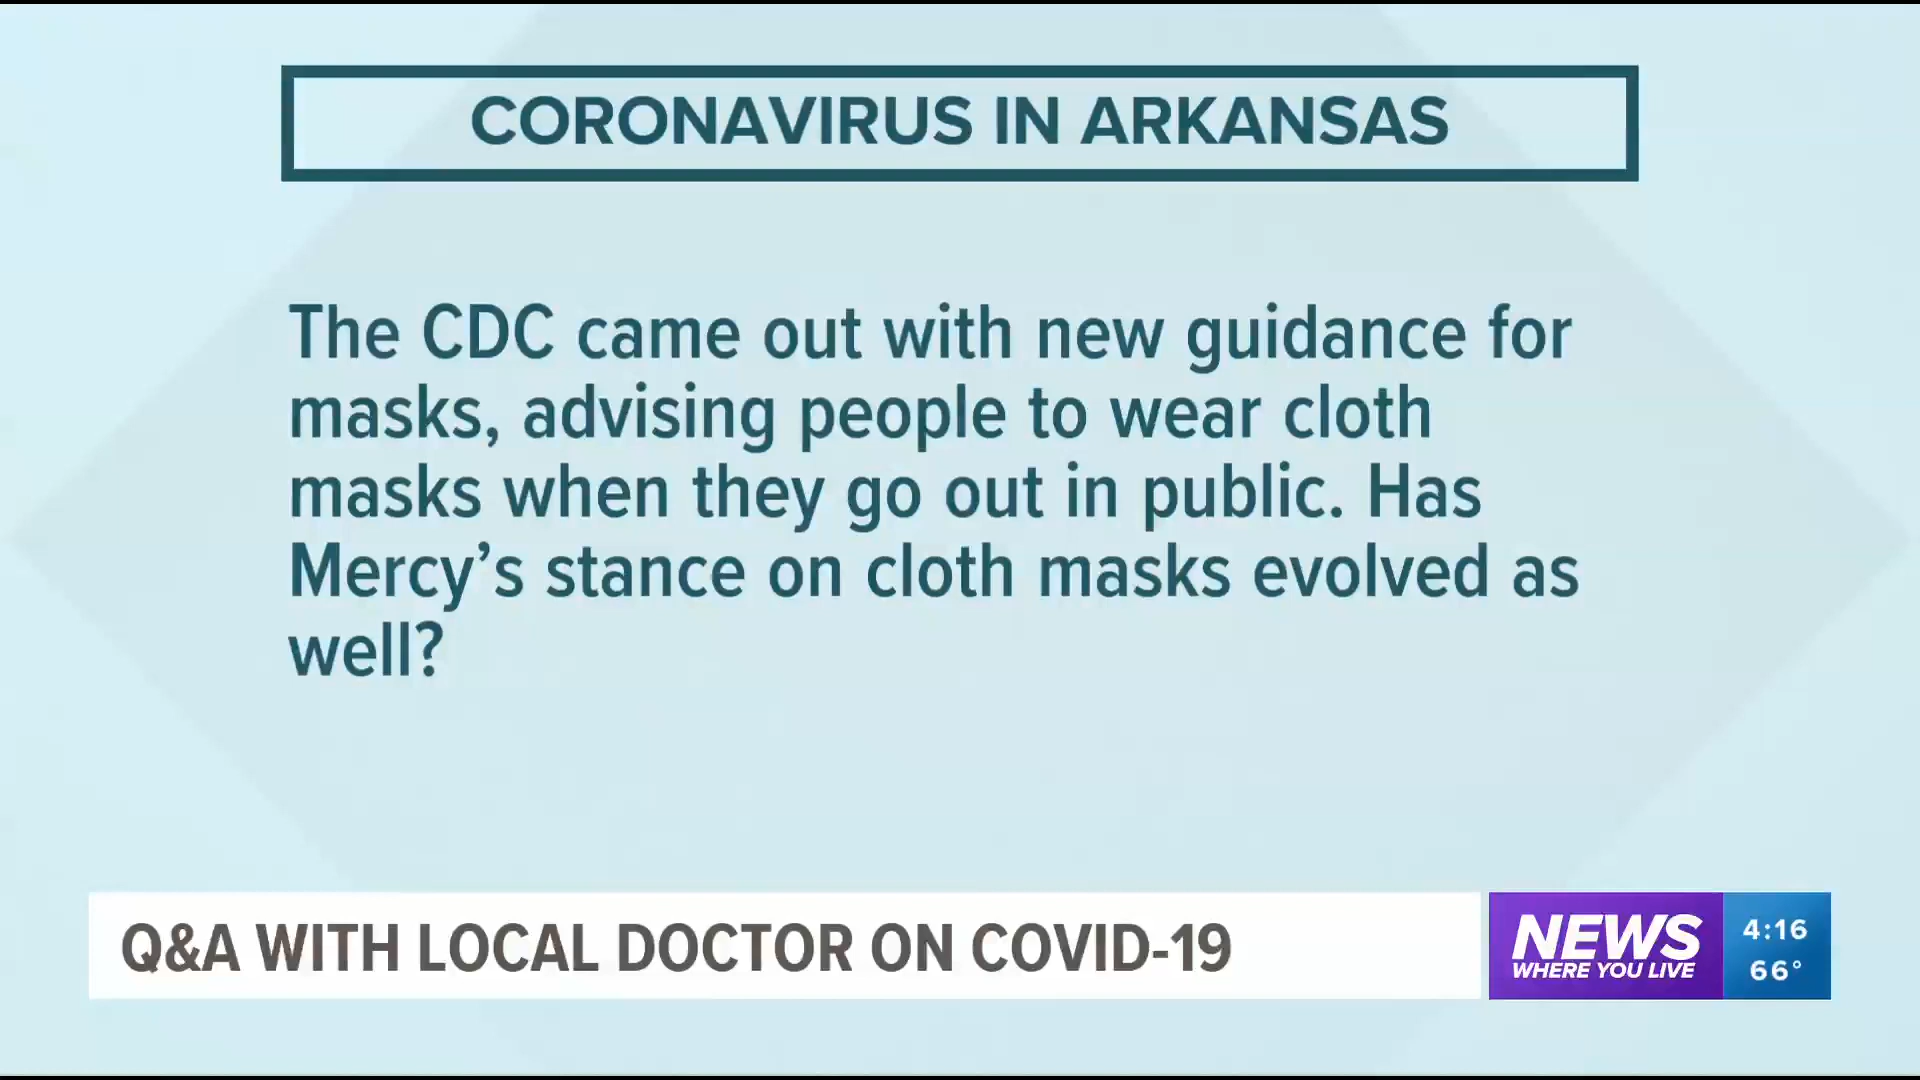 CORONAVIRUS IN ARKANSAS
The CDC came out with new guidance for
masks, advising people to wear cloth
masks when they go out in public. Has
Mercy’s stance on cloth masks evolved as
well?
Q&A WITH LOCAL DOCTOR ON COVID-19
NEWS
WHERE YOU LIVE
4:16
66°